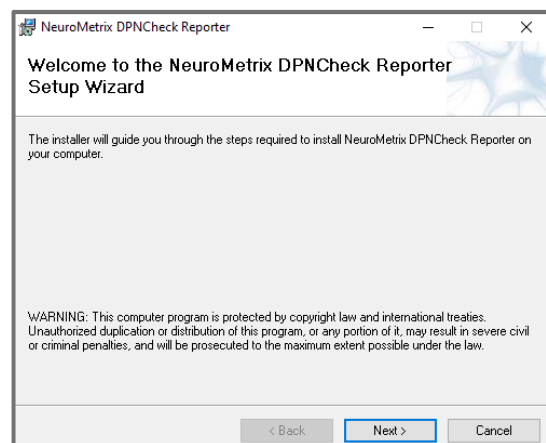 NeuroMetrix DPNCheck Reporter
Welcome to the NeuroMetrix DPNCheck Reporter
Setup Wizard
The installer will guide you through the steps required to install NeuroMetrix DPNCheck Reporter on
your computer.
WARNING: This computer program is protected by copyright law and international treaties.
Unauthorized duplication or distribution of this program, or any portion of it, may result in severe civil
or criminal penalties, and will be prosecuted to the maximum extent possible under the law.
< Back
Next >
Cancel